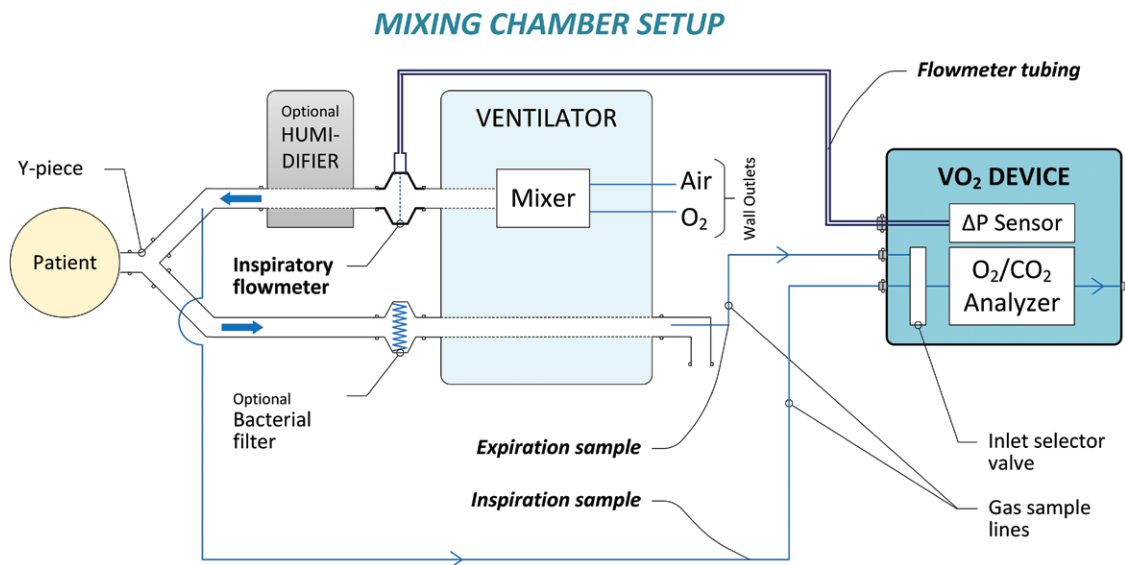 MIXING CHAMBER SETUP
Flowmeter tubing
Optional
HUMI-
DIFIER
VENTILATOR
Y-piece
Mixer
Air
O₂
Wall Outlets
VO₂ DEVICE
ΔP Sensor
Patient
Inspiratory
flowmeter
O₂/CO₂
Analyzer
Optional
Bacterial
filter
Expiration sample
Inlet selector
valve
Inspiration sample
Gas sample
lines